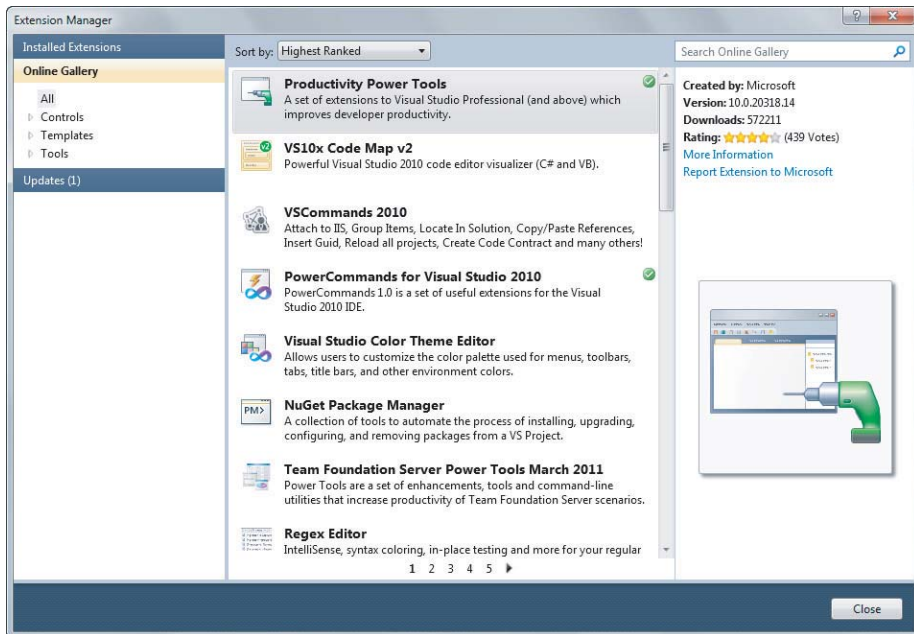 Extension Manager
Installed Extensions
Online Gallery
All
Controls
Templates
Tools
Updates (1)
Sort by: Highest Ranked
Productivity Power Tools
A set of extensions to Visual Studio Professional (and above) which
improves developer productivity.
VS10x Code Map v2
Powerful Visual Studio 2010 code editor visualizer (C# and VB).
VSCommands 2010
Attach to IIS, Group Items, Locate In Solution, Copy/Paste References,
Insert Guid, Reload all projects, Create Code Contract and many others!
PowerCommands for Visual Studio 2010
PowerCommands 1.0 is a set of useful extensions for the Visual
Studio 2010 IDE.
Visual Studio Color Theme Editor
Allows users to customize the color palette used for menus, toolbars,
tabs, title bars, and other environment colors.
PM>
NuGet Package Manager
A collection of tools to automate the process of installing, upgrading,
configuring, and removing packages from a VS Project.
Team Foundation Server Power Tools March 2011
Power Tools are a set of enhancements, tools and command-line
utilities that increase productivity of Team Foundation Server scenarios.
Regex Editor
IntelliSense, syntax coloring, in-place testing and more for your regular
1 2 3 4 5
Search Online Gallery
Created by: Microsoft
Version: 10.0.20318.14
Downloads: 572211
Rating: (439 Votes)
More Information
Report Extension to Microsoft
Close